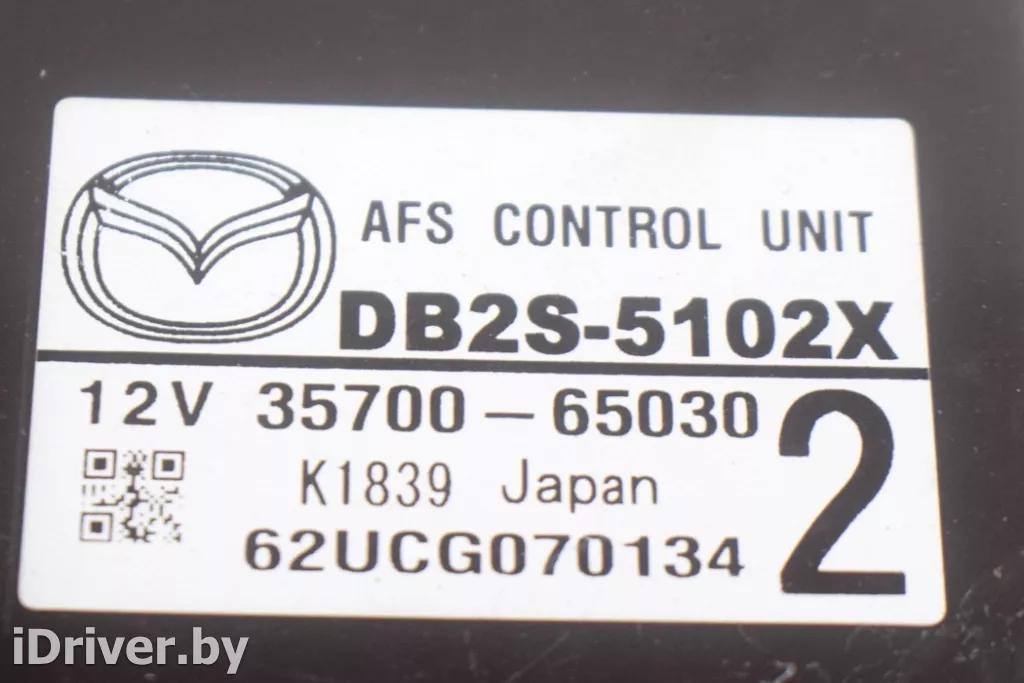 AFS CONTROL UNIT
DB2S-5102X
12V 35700-65030
2
K1839 Japan
62UCG070134
iDriver.by